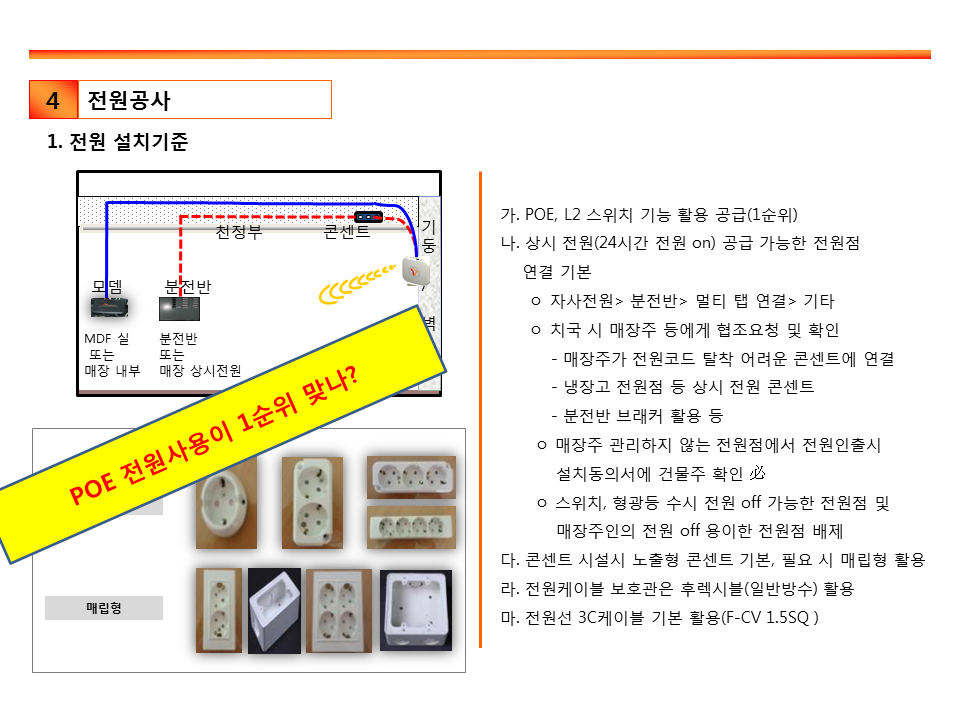 4 전원공사
1. 전원 설치기준
천정부
콘센트
기
둥
/
벽
모뎀
분전반
MDF 실
또는
매장 내부
분전반
또는
매장 상시전원
POE 전원사용이 1순위 맞나?
매립형
가. POE, L2 스위치 기능 활용 공급(1순위)
나. 상시 전원(24시간 전원 on) 공급 가능한 전원점
연결 기본
ㅇ 자사전원> 분전반> 멀티 탭 연결> 기타
ㅇ 치국 시 매장주 등에게 협조요청 및 확인
- 매장주가 전원코드 탈착 어려운 콘센트에 연결
- 냉장고 전원점 등 상시 전원 콘센트
- 분전반 브래커 활용 등
ㅇ 매장주 관리하지 않는 전원점에서 전원인출시
설치동의서에 건물주 확인
ㅇ 스위치, 형광등 수시 전원 off 가능한 전원점 및
매장주인의 전원 off 용이한 전원점 배제
다. 콘센트 시설시 노출형 콘센트 기본, 필요 시 매립형 활용
라. 전원케이블 보호관은 후렉시블(일반방수) 활용
마. 전원선 3C케이블 기본 활용(F-CV 1.5SQ )